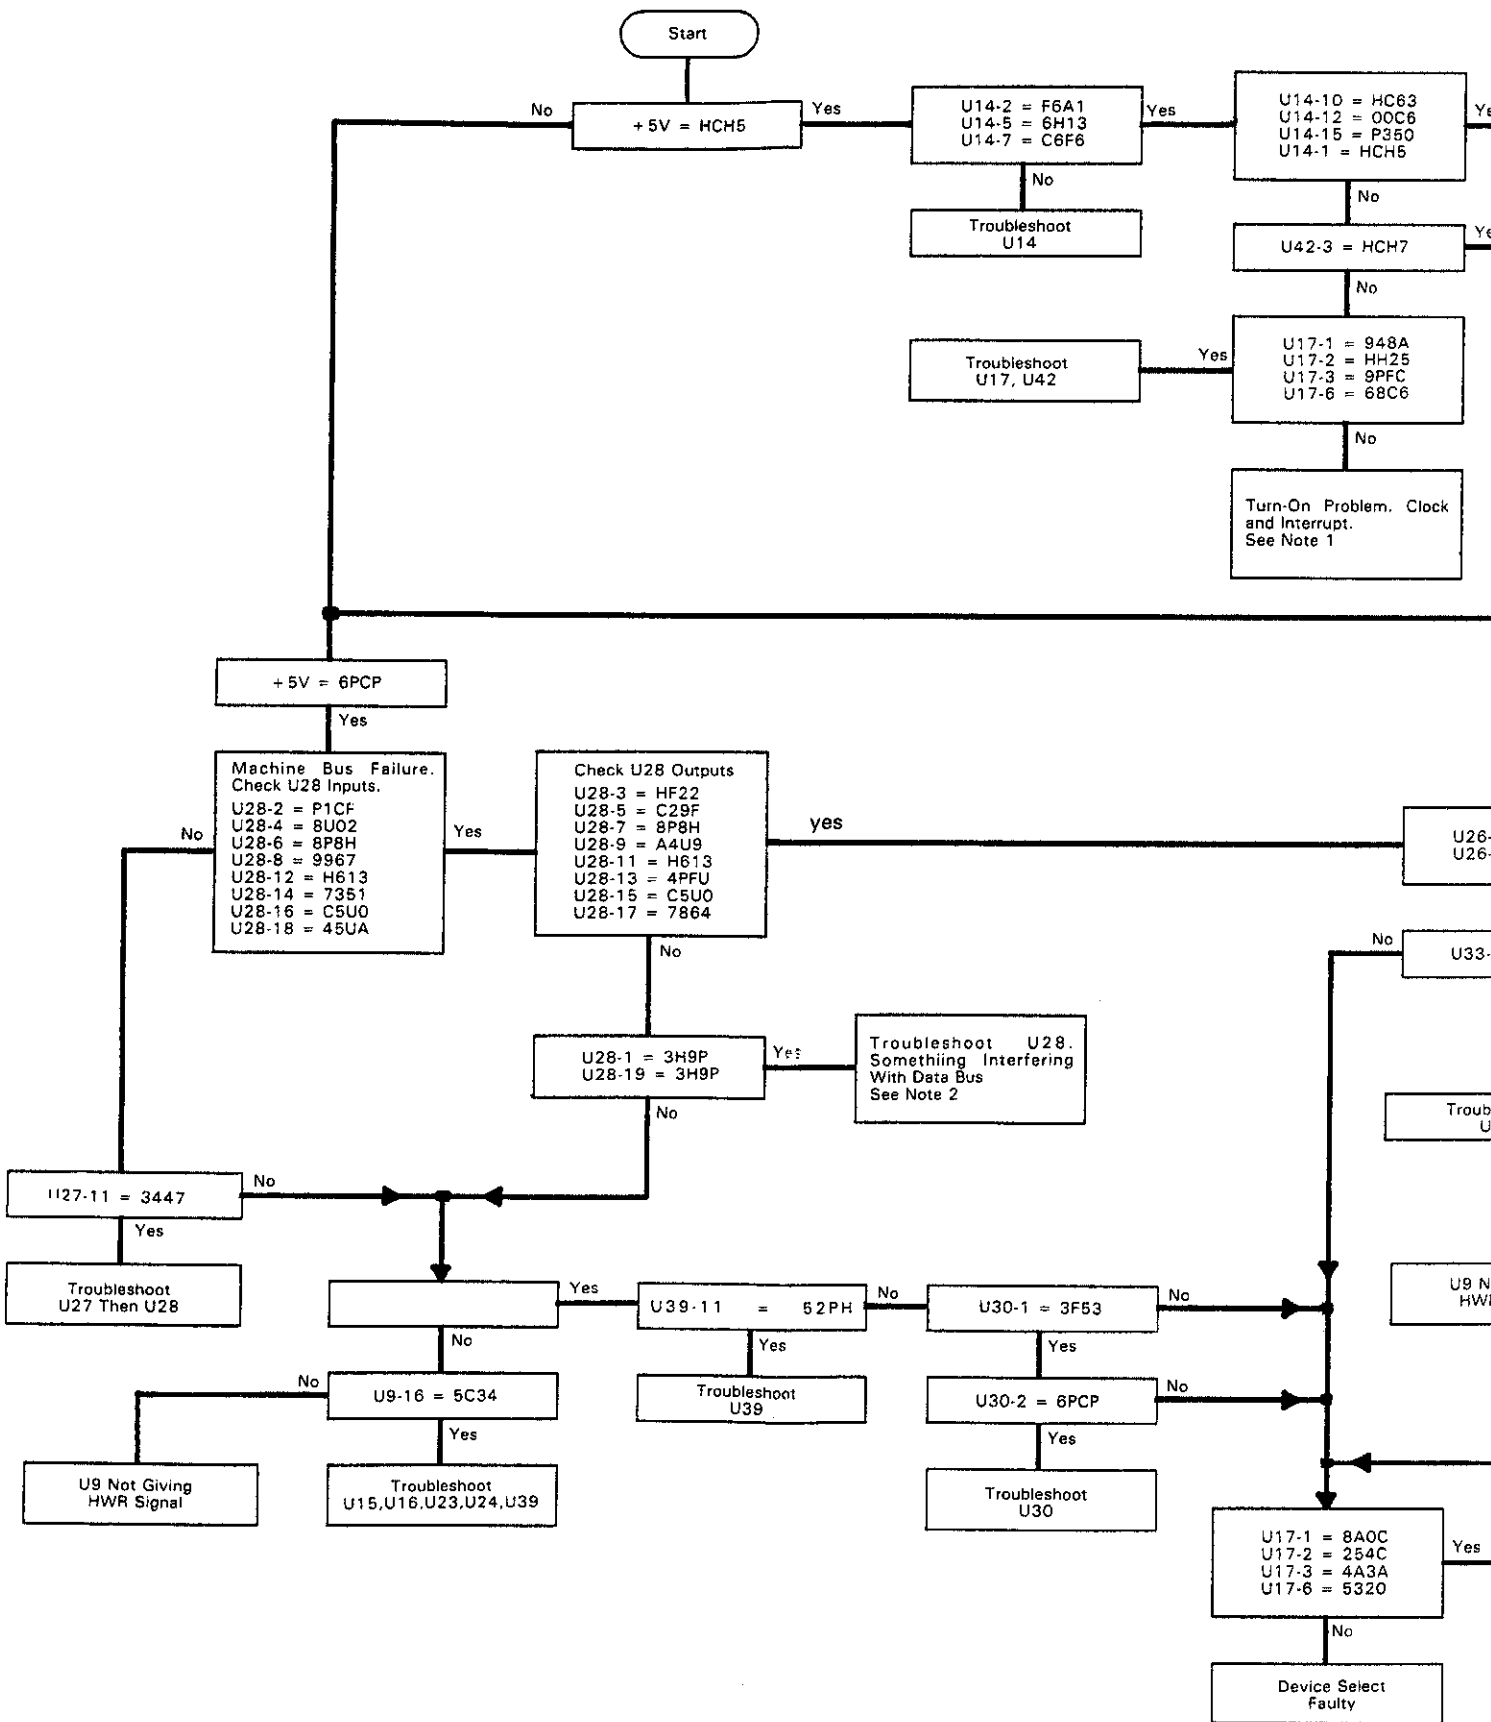 Start
No
+5V = HCH5
Yes
U14-2 = F6A1
U14-5 = 6H13
U14-7 = C6F6
Yes
U14-10 = HC63
U14-12 = 00C6
U14-15 = P350
U14-1 = HCH5
No
Troubleshoot
U14
No
U42-3 = HCH7
No
Troubleshoot
U17, U42
Yes
U17-1 = 948A
U17-2 = HH25
U17-3 = 9PFC
U17-6 = 68C6
No
Turn-On Problem. Clock
and Interrupt.
See Note 1
+5V = 6PCP
Yes
Machine Bus Failure.
Check U28 Inputs.
U28-2 = P1CF
U28-4 = 8U02
U28-6 = 8P8H
U28-8 = 9967
U28-12 = H613
U28-14 = 7351
U28-16 = C5U0
U28-18 = 45UA
No
Yes
Check U28 Outputs
U28-3 = HF22
U28-5 = C29F
U28-7 = 8P8H
U28-9 = A4U9
U28-11 = H613
U28-13 = 4PFU
U28-15 = C5U0
U28-17 = 7864
yes
U26-
U26-
No
No
U33-
U28-1 = 3H9P
U28-19 = 3H9P
Yes
Troubleshoot U28.
Somethiing Interfering
With Data Bus
See Note 2
No
Troub
U
U27-11 = 3447
No
Yes
Troubleshoot
U27 Then U28
Yes
U39-11 = 52PH
No
U30-1 = 3F53
No
U9 N
HWR
No
Yes
Yes
No
U9-16 = 5C34
Troubleshoot
U39
U30-2 = 6PCP
No
Yes
Yes
U9 Not Giving
HWR Signal
Troubleshoot
U15,U16,U23,U24,U39
Troubleshoot
U30
U17-1 = 8A0C
U17-2 = 254C
U17-3 = 4A3A
U17-6 = 5320
Yes
No
Device Select
Faulty